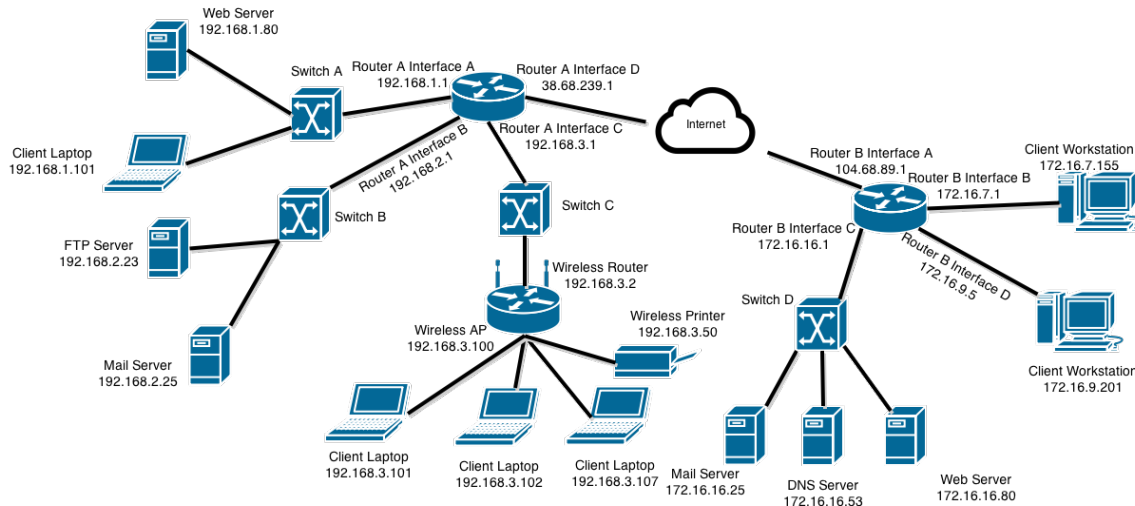 Web Server
192.168.1.80
Switch A
Router A Interface A
192.168.1.1
Router A Interface D
38.68.239.1
Internet
Client Laptop
192.168.1.101
Router A Interface B
192.168.2.1
Router A Interface C
192.168.3.1
Router B Interface A
104.68.89.1
Client Workstation
172.16.7.155
Router B Interface B
172.16.7.1
Switch B
Switch C
FTP Server
192.168.2.23
Router B Interface C
172.16.16.1
Router B Interface D
172.16.9.5
Wireless Router
192.168.3.2
Switch D
Wireless AP
192.168.3.100
Wireless Printer
192.168.3.50
Mail Server
192.168.2.25
Client Workstation
172.16.9.201
Client Laptop
192.168.3.101
Client Laptop
192.168.3.102
Client Laptop
192.168.3.107
Mail Server
172.16.16.25
DNS Server
172.16.16.53
Web Server
172.16.16.80